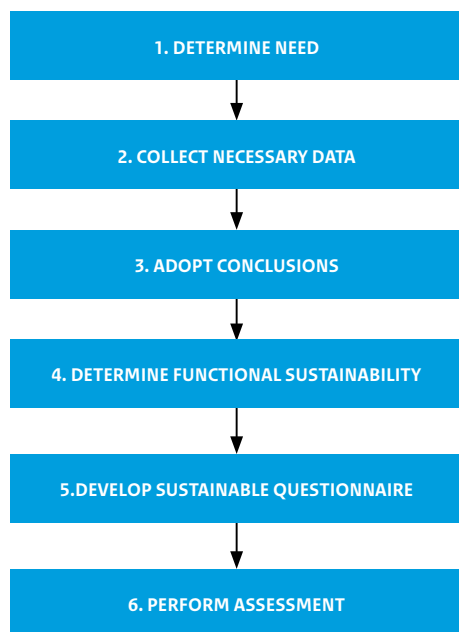 1. DETERMINE NEED
2. COLLECT NECESSARY DATA
3. ADOPT CONCLUSIONS
4. DETERMINE FUNCTIONAL SUSTAINABILITY
5.DEVELOP SUSTAINABLE QUESTIONNAIRE
6. PERFORM ASSESSMENT